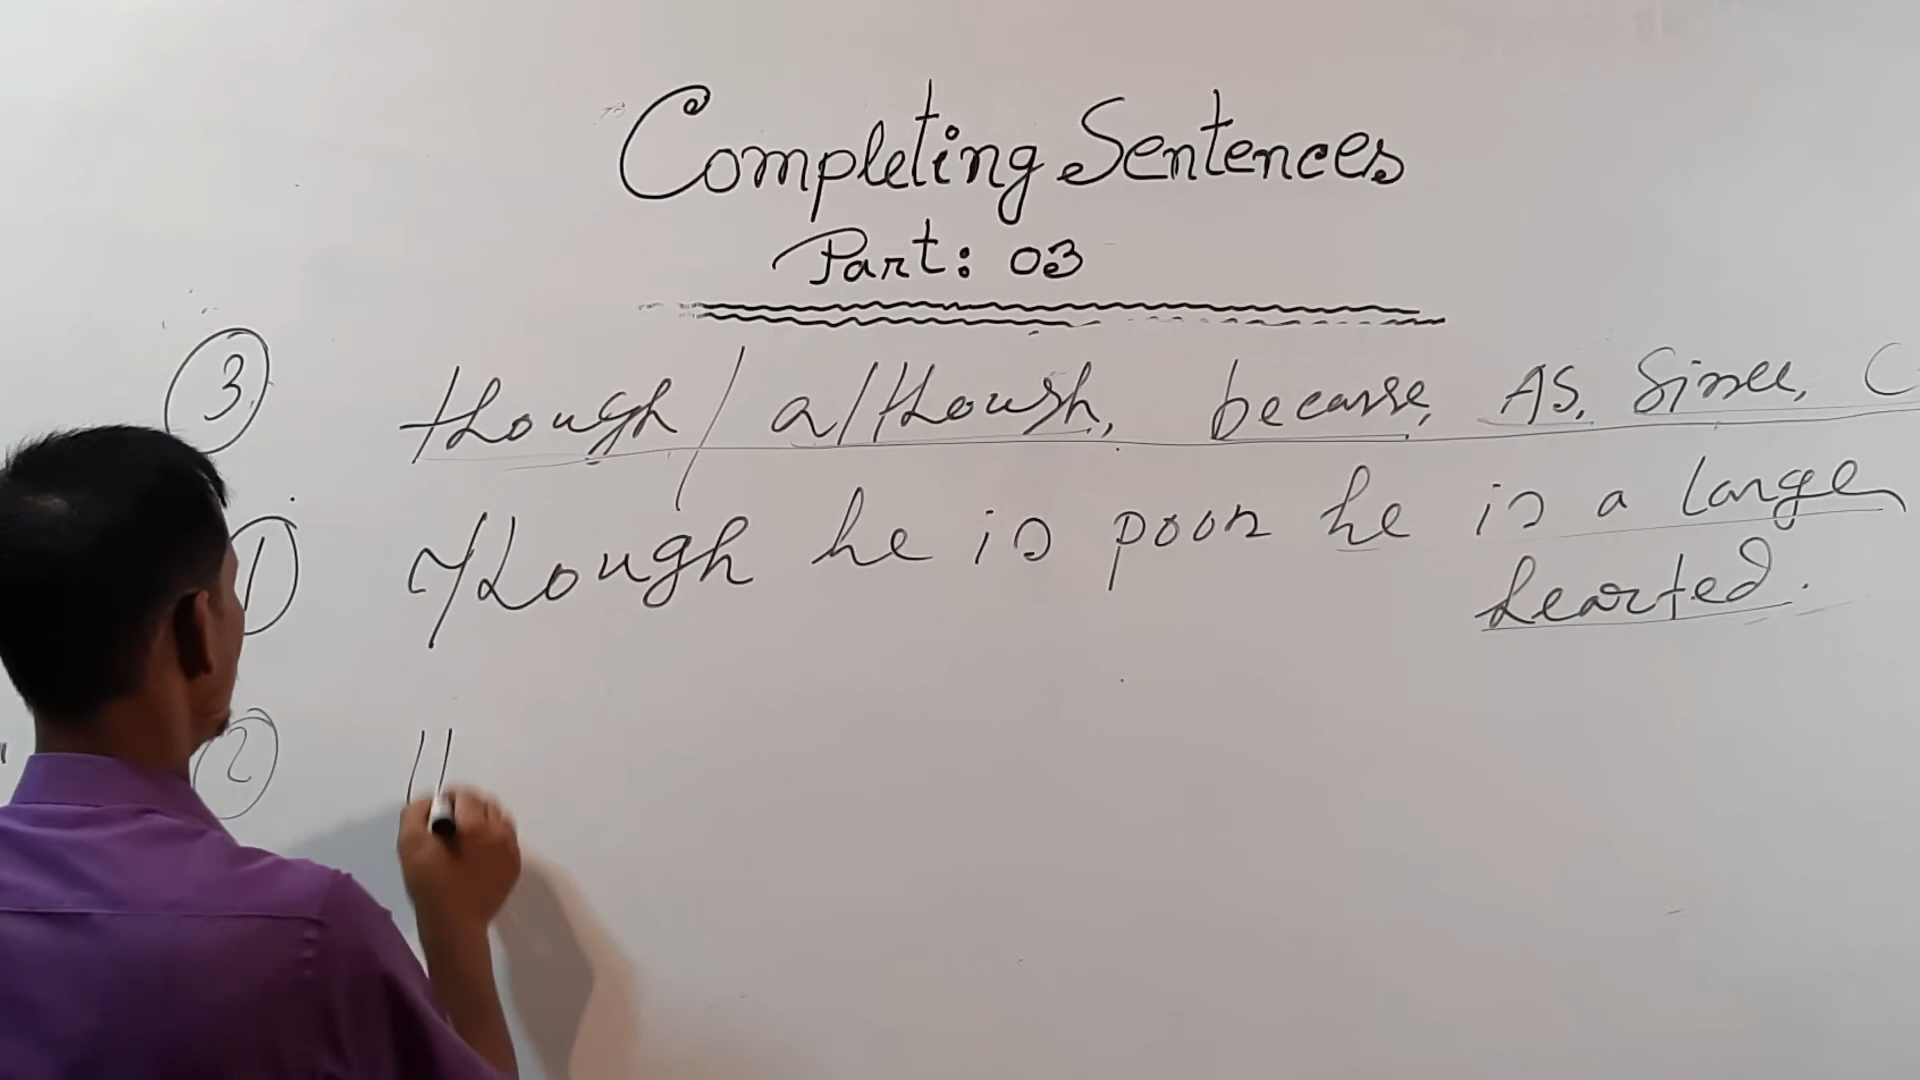 Completing Sentences
Part: 03
3 though/although, because, AS, Since, C
1 Though he is poor he is a large
hearted.
2